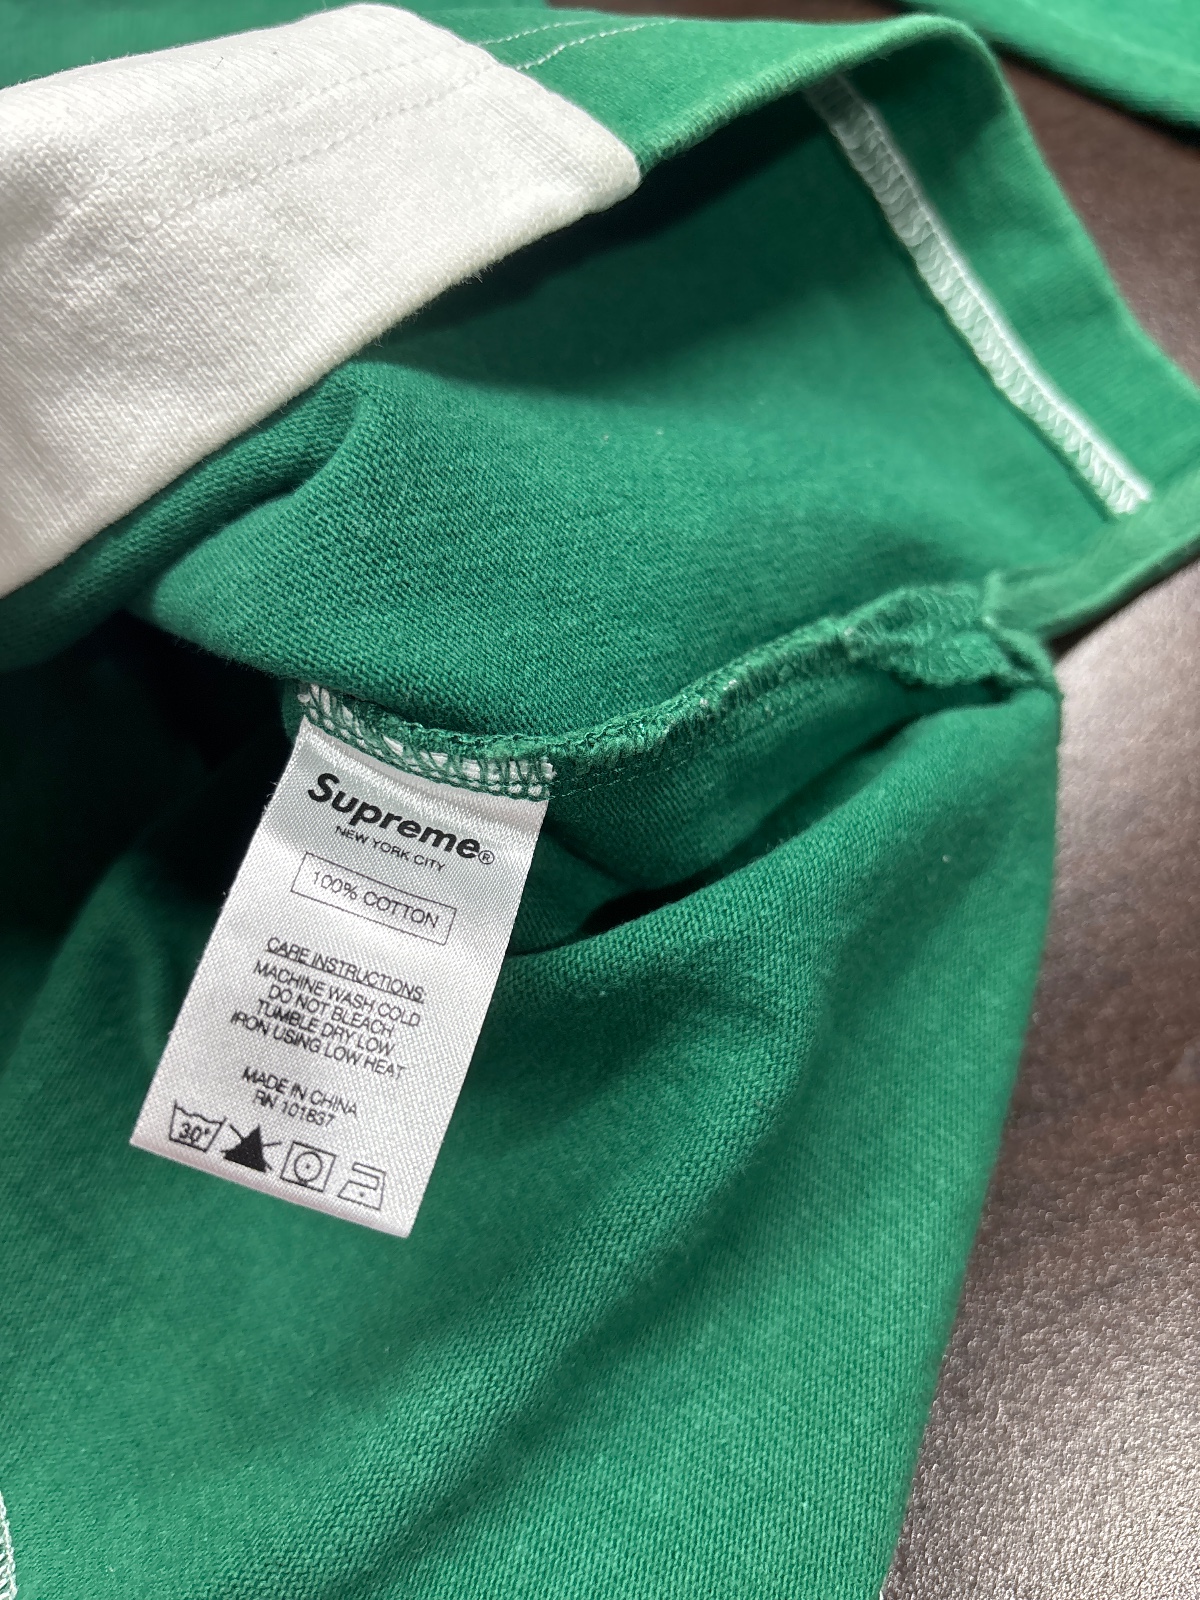 Supreme®
NEW YORK CITY
100% COTTON
CARE INSTRUCTIONS:
MACHINE WASH COLD
DO NOT BLEACH
TUMBLE DRY LOW
IRON USING LOW HEAT
MADE IN CHINA
RN 101837
30°